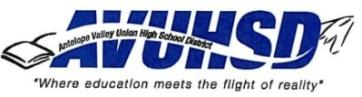 AVUHSD
Antelope Valley Union High School District
"Where education meets the flight of reality"